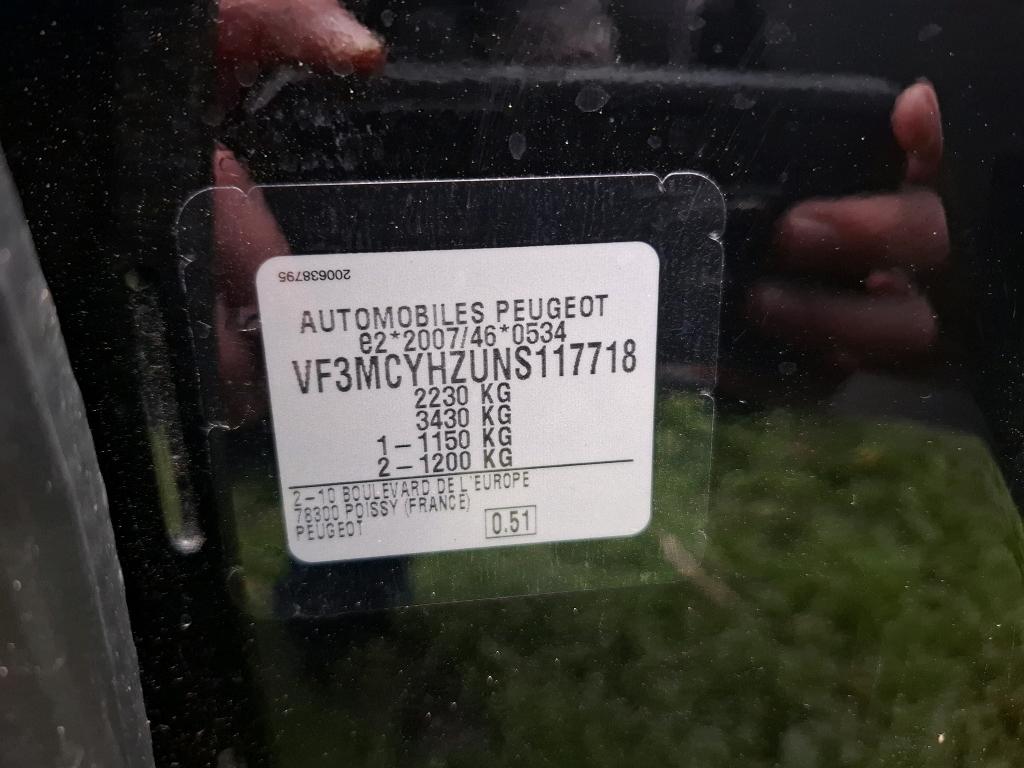 200638795
AUTOMOBILES PEUGEOT
e2*2007/46*0534
VF3MCYHZUNS117718
2230 KG
3430 KG
1-1150 KG
2-1200 KG
2-10 BOULEVARD DE L'EUROPE
78300 POISSY (FRANCE)
PEUGEOT
0.51